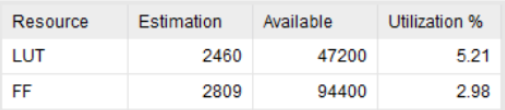 Resource Estimation Available Utilization %
LUT 2460 47200 5.21
FF 2809 94400 2.98